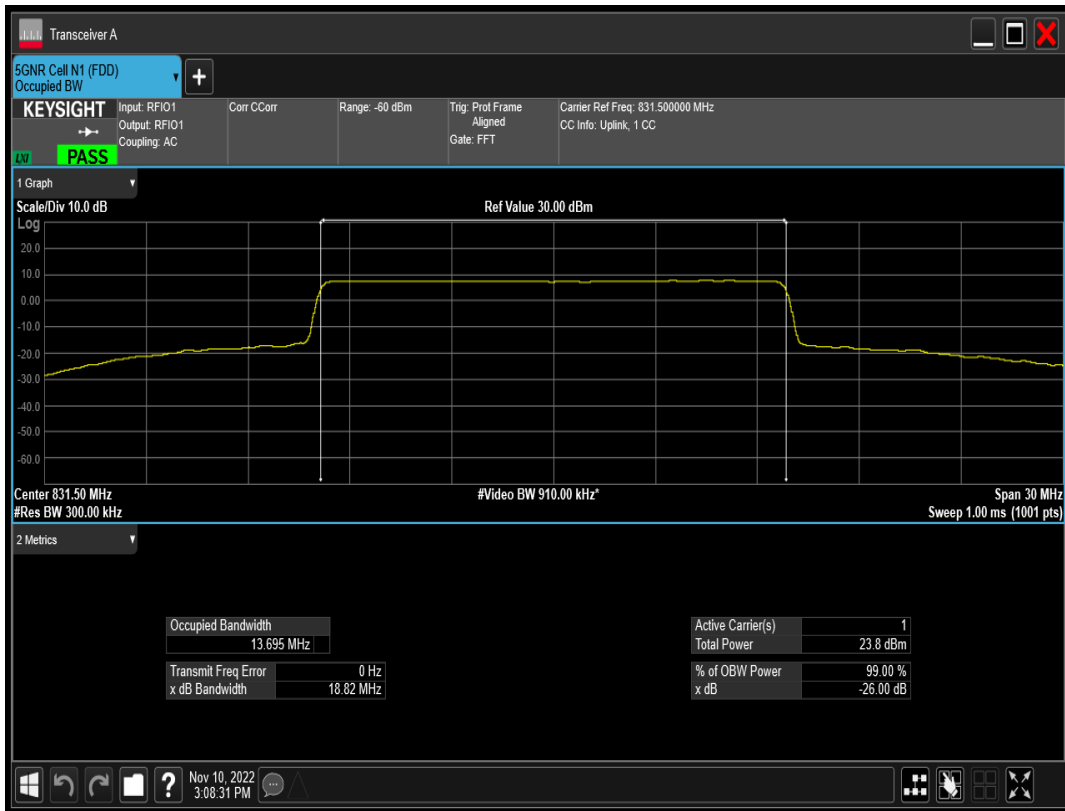 Transceiver A
5GNR Cell N1 (FDD)
Occupied BW
KEYSIGHT
LXI
PASS
Input: RFIO1
Output: RFIO1
Coupling: AC
Corr CCorr
Range: -60 dBm
Trig: Prot Frame
Aligned
Gate: FFT
Carrier Ref Freq: 831.500000 MHz
CC Info: Uplink, 1 CC
1 Graph
Scale/Div 10.0 dB
Ref Value 30.00 dBm
Log
20.0
10.0
0.00
-10.0
-20.0
-30.0
-40.0
-50.0
-60.0
Center 831.50 MHz
#Video BW 910.00 kHz*
Span 30 MHz
#Res BW 300.00 kHz
Sweep 1.00 ms (1001 pts)
2 Metrics
Occupied Bandwidth
13.695 MHz
Transmit Freq Error 0 Hz
x dB Bandwidth 18.82 MHz
Active Carrier(s) 1
Total Power 23.8 dBm
% of OBW Power 99.00 %
x dB -26.00 dB
?
Nov 10, 2022
3:08:31 PM